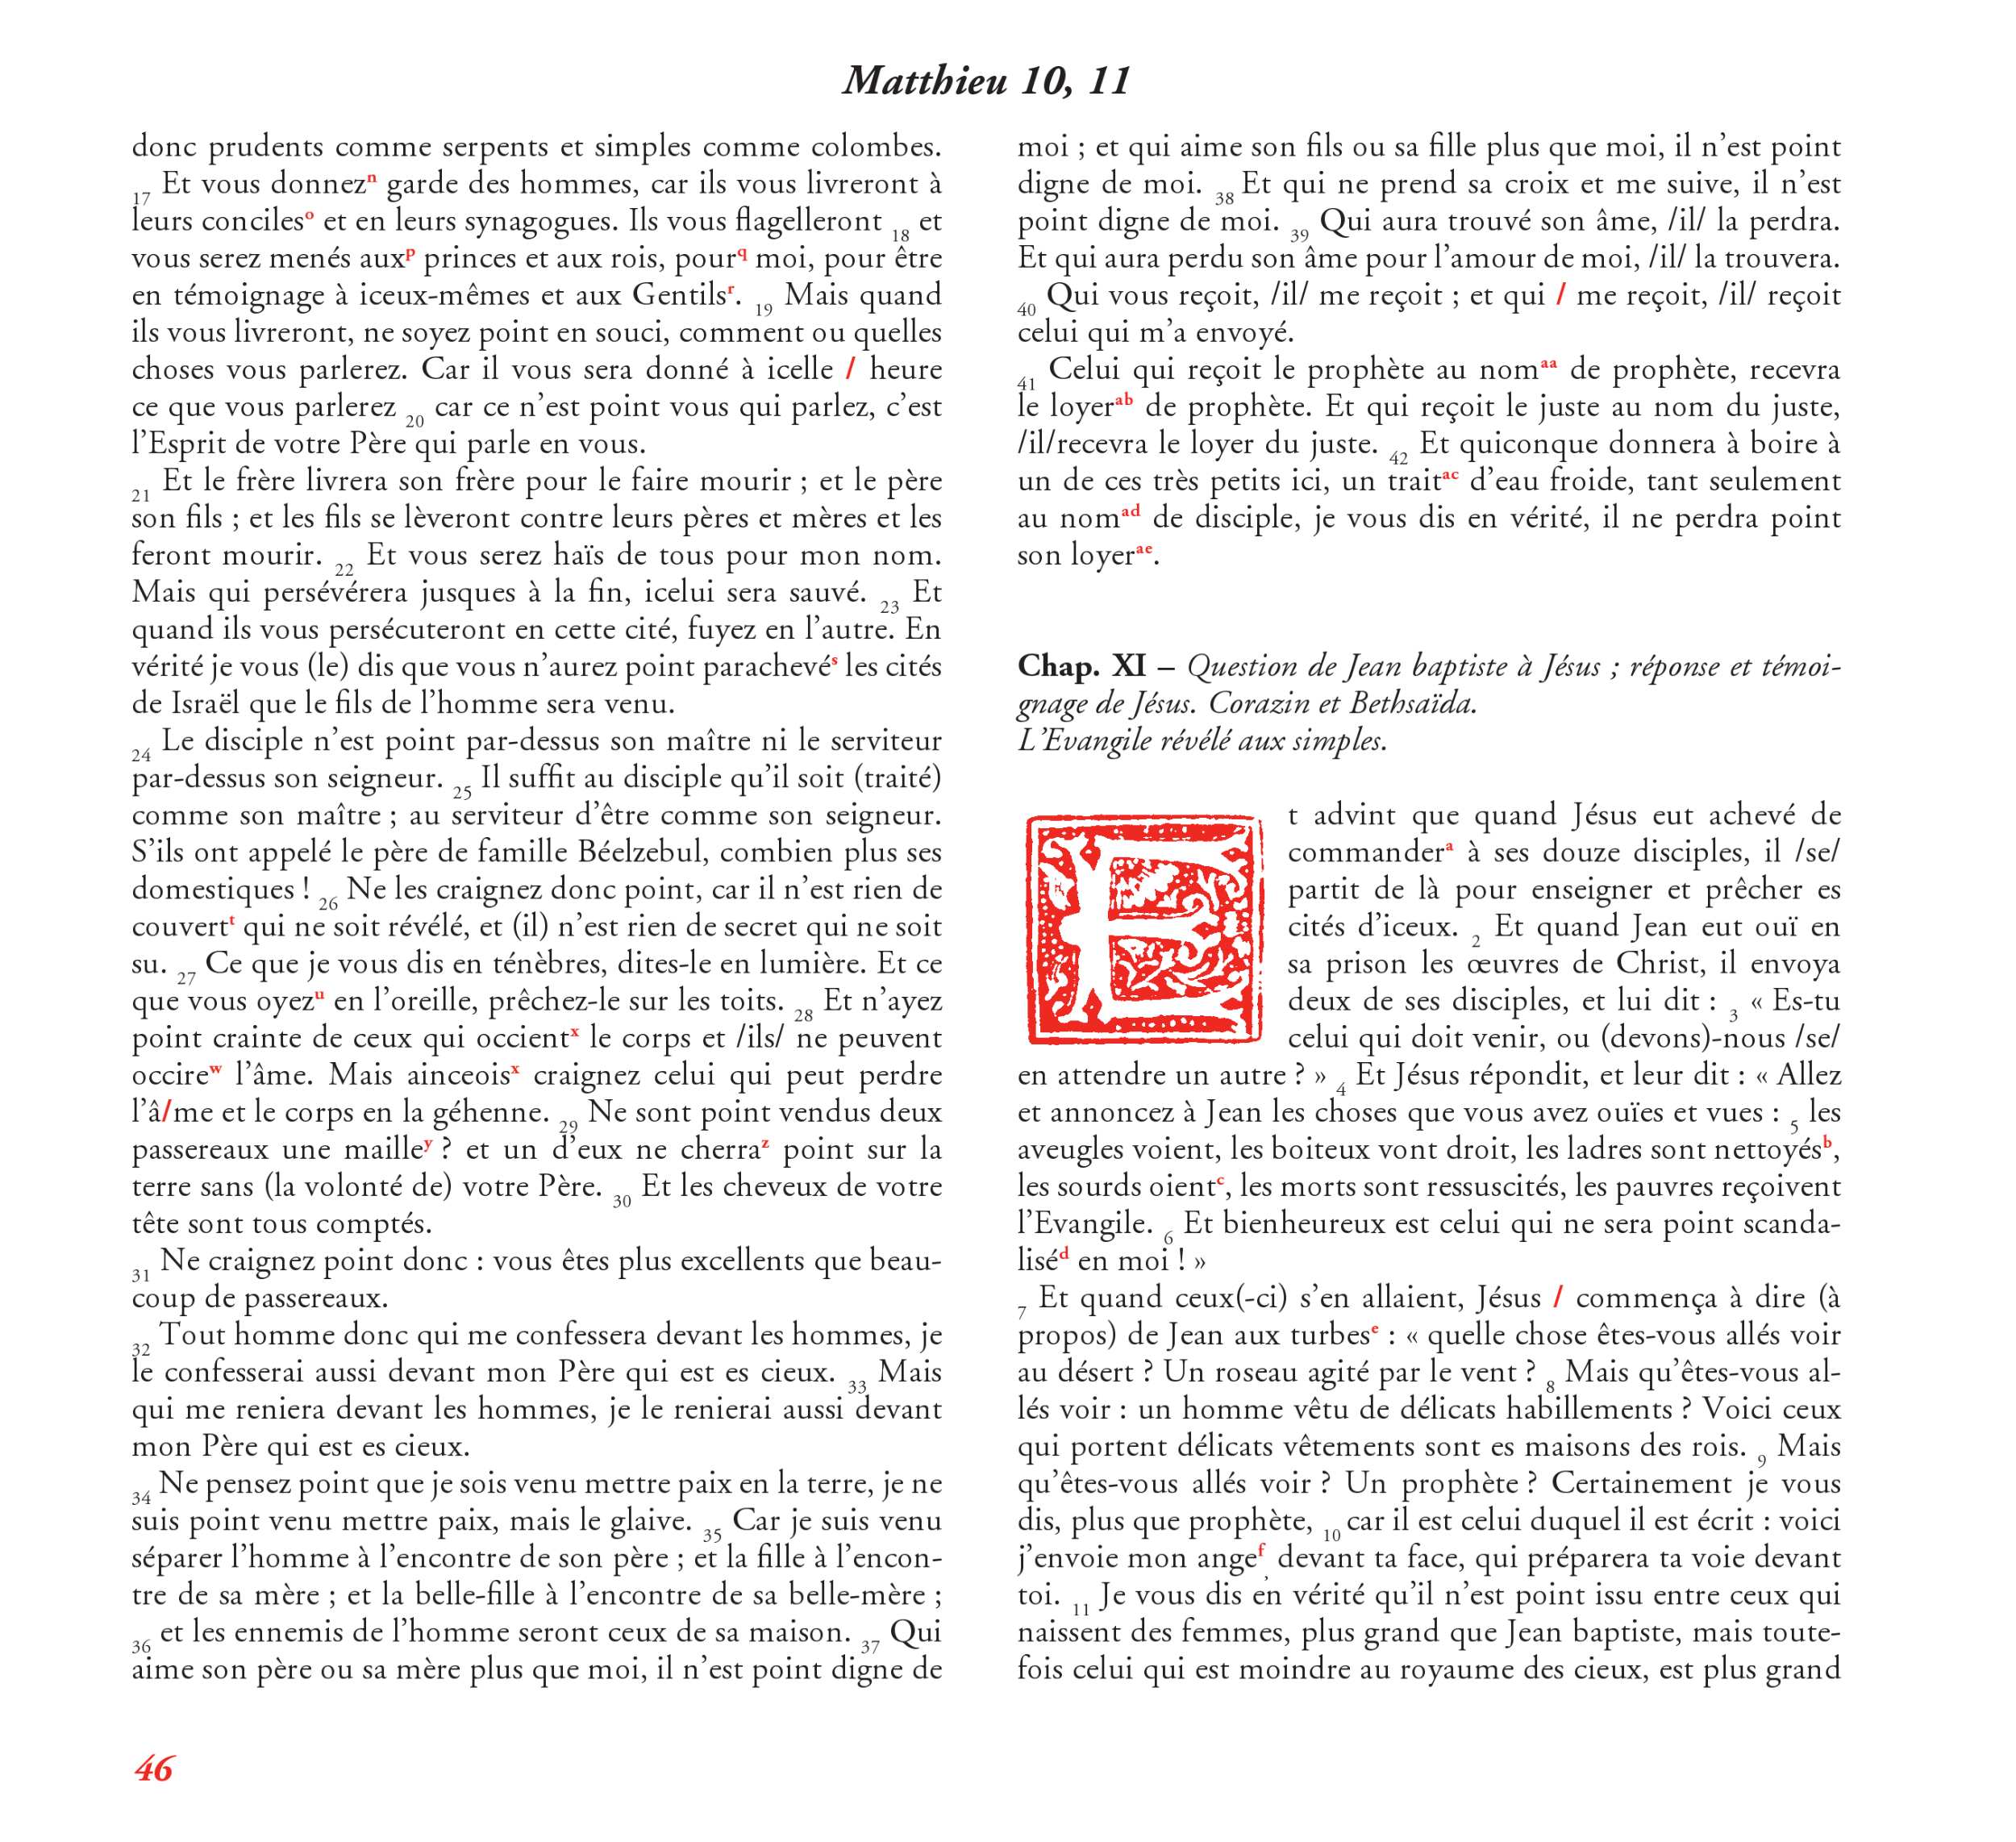 Matthieu 10, 11
donc prudents comme serpents et simples comme colombes.
17 Et vous donnezn garde des hommes, car ils vous livreront à
leurs concileso et en leurs synagogues. Ils vous flagelleront 18 et
vous serez menés auxp princes et aux rois, pourq moi, pour être
en témoignage à iceux-mêmes et aux Gentilsr. 19 Mais quand
ils vous livreront, ne soyez point en souci, comment ou quelles
choses vous parlerez. Car il vous sera donné à icelle / heure
ce que vous parlerez 20 car ce n’est point vous qui parlez, c’est
l’Esprit de votre Père qui parle en vous.
21 Et le frère livrera son frère pour le faire mourir ; et le père
son fils ; et les fils se lèveront contre leurs pères et mères et les
feront mourir. 22 Et vous serez haïs de tous pour mon nom.
Mais qui persévérera jusques à la fin, icelui sera sauvé. 23 Et
quand ils vous persécuteront en cette cité, fuyez en l’autre. En
vérité je vous (le) dis que vous n’aurez point parachevés les cités
de Israël que le fils de l’homme sera venu.
24 Le disciple n’est point par-dessus son maître ni le serviteur
par-dessus son seigneur. 25 Il suffit au disciple qu’il soit (traité)
comme son maître ; au serviteur d’être comme son seigneur.
S’ils ont appelé le père de famille Béelzebul, combien plus ses
domestiques ! 26 Ne les craignez donc point, car il n’est rien de
couvertt qui ne soit révélé, et (il) n’est rien de secret qui ne soit
su. 27 Ce que je vous dis en ténèbres, dites-le en lumière. Et ce
que vous oyezu en l’oreille, prêchez-le sur les toits. 28 Et n’ayez
point crainte de ceux qui occientx le corps et /ils/ ne peuvent
occirew l’âme. Mais ainceoisx craignez celui qui peut perdre
l’â/me et le corps en la géhenne. 29 Ne sont point vendus deux
passereaux une mailley ? et un d’eux ne cherraz point sur la
terre sans (la volonté de) votre Père. 30 Et les cheveux de votre
tête sont tous comptés.
31 Ne craignez point donc : vous êtes plus excellents que beau-
coup de passereaux.
32 Tout homme donc qui me confessera devant les hommes, je
le confesserai aussi devant mon Père qui est es cieux. 33 Mais
qui me reniera devant les hommes, je le renierai aussi devant
mon Père qui est es cieux.
34 Ne pensez point que je sois venu mettre paix en la terre, je ne
suis point venu mettre paix, mais le glaive. 35 Car je suis venu
séparer l’homme à l’encontre de son père ; et la fille à l’encon-
tre de sa mère ; et la belle-fille à l’encontre de sa belle-mère ;
36 et les ennemis de l’homme seront ceux de sa maison. 37 Qui
aime son père ou sa mère plus que moi, il n’est point digne de
moi ; et qui aime son fils ou sa fille plus que moi, il n’est point
digne de moi. 38 Et qui ne prend sa croix et me suive, il n’est
point digne de moi. 39 Qui aura trouvé son âme, /il/ la perdra.
Et qui aura perdu son âme pour l’amour de moi, /il/ la trouvera.
40 Qui vous reçoit, /il/ me reçoit ; et qui / me reçoit, /il/ reçoit
celui qui m’a envoyé.
41 Celui qui reçoit le prophète au nomaa de prophète, recevra
le loyerab de prophète. Et qui reçoit le juste au nom du juste,
/il/recevra le loyer du juste. 42 Et quiconque donnera à boire à
un de ces très petits ici, un traitac d’eau froide, tant seulement
au nomad de disciple, je vous dis en vérité, il ne perdra point
son loyerae.
Chap. XI – Question de Jean baptiste à Jésus ; réponse et témoi-
gnage de Jésus. Corazin et Bethsaïda.
L’Evangile révélé aux simples.
Et advint que quand Jésus eut achevé de
commandera à ses douze disciples, il /se/
partit de là pour enseigner et prêcher es
cités d’iceux. 2 Et quand Jean eut ouï en
sa prison les œuvres de Christ, il envoya
deux de ses disciples, et lui dit : 3 « Es-tu
celui qui doit venir, ou (devons)-nous /se/
en attendre un autre ? » 4 Et Jésus répondit, et leur dit : « Allez
et annoncez à Jean les choses que vous avez ouïes et vues : 5 les
aveugles voient, les boiteux vont droit, les ladres sont nettoyésb,
les sourds oientc, les morts sont ressuscités, les pauvres reçoivent
l’Evangile. 6 Et bienheureux est celui qui ne sera point scanda-
liséd en moi ! »
7 Et quand ceux(-ci) s’en allaient, Jésus / commença à dire (à
propos) de Jean aux turbese : « quelle chose êtes-vous allés voir
au désert ? Un roseau agité par le vent ? 8 Mais qu’êtes-vous al-
lés voir : un homme vêtu de délicats habillements ? Voici ceux
qui portent délicats vêtements sont es maisons des rois. 9 Mais
qu’êtes-vous allés voir ? Un prophète ? Certainement je vous
dis, plus que prophète, 10 car il est celui duquel il est écrit : voici
j’envoie mon angef devant ta face, qui préparera ta voie devant
toi. 11 Je vous dis en vérité qu’il n’est point issu entre ceux qui
naissent des femmes, plus grand que Jean baptiste, mais toute-
fois celui qui est moindre au royaume des cieux, est plus grand
46